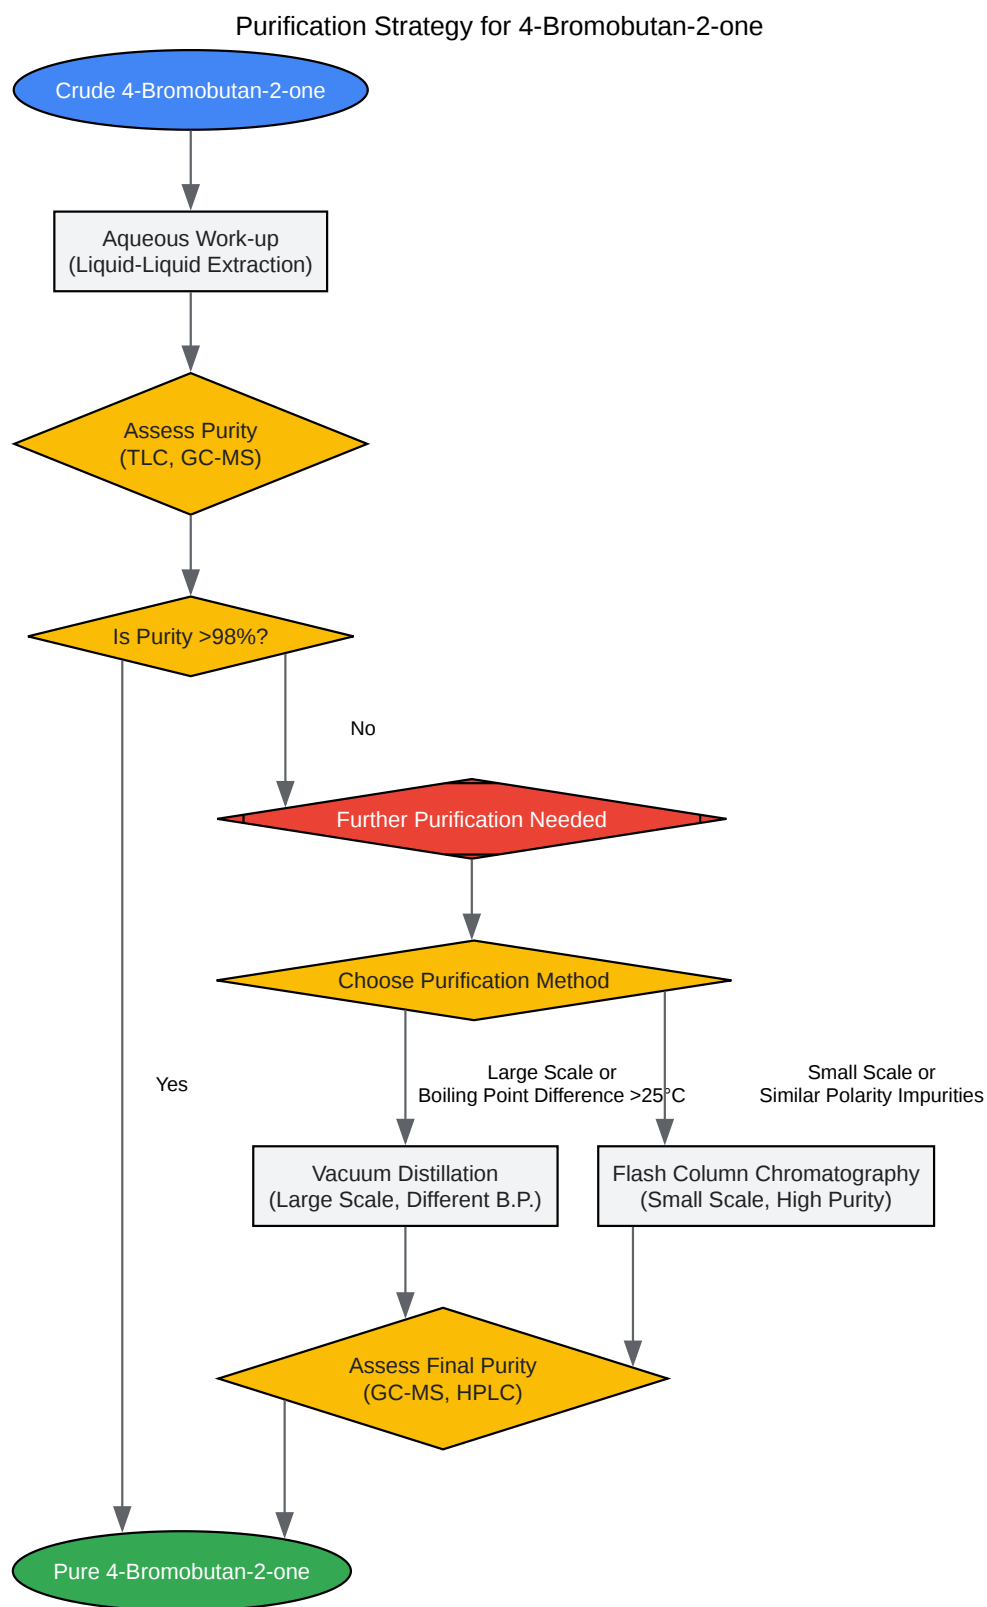 Purification Strategy for 4-Bromobutan-2-one
Crude 4-Bromobutan-2-one
Aqueous Work-up
(Liquid-Liquid Extraction)
Assess Purity
(TLC, GC-MS)
Is Purity >98%?
No
Further Purification Needed
Choose Purification Method
Yes
Large Scale or
Boiling Point Difference >25°C
Small Scale or
Similar Polarity Impurities
Vacuum Distillation
(Large Scale, Different B.P.)
Flash Column Chromatography
(Small Scale, High Purity)
Assess Final Purity
(GC-MS, HPLC)
Pure 4-Bromobutan-2-one